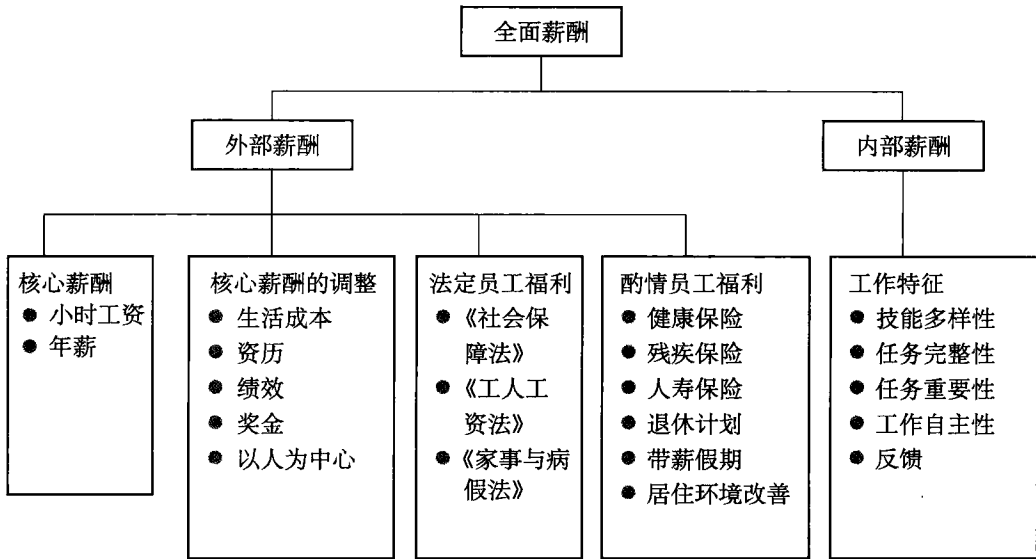 全面薪酬
外部薪酬
内部薪酬
核心薪酬
● 小时工资
● 年薪
核心薪酬的调整
● 生活成本
● 资历
● 绩效
● 奖金
● 以人为中心
法定员工福利
● 《社会保
障法》
● 《工人工
资法》
● 《家事与病
假法》
酌情员工福利
● 健康保险
● 残疾保险
● 人寿保险
● 退休计划
● 带薪假期
● 居住环境改善
工作特征
● 技能多样性
● 任务完整性
● 任务重要性
● 工作自主性
● 反馈